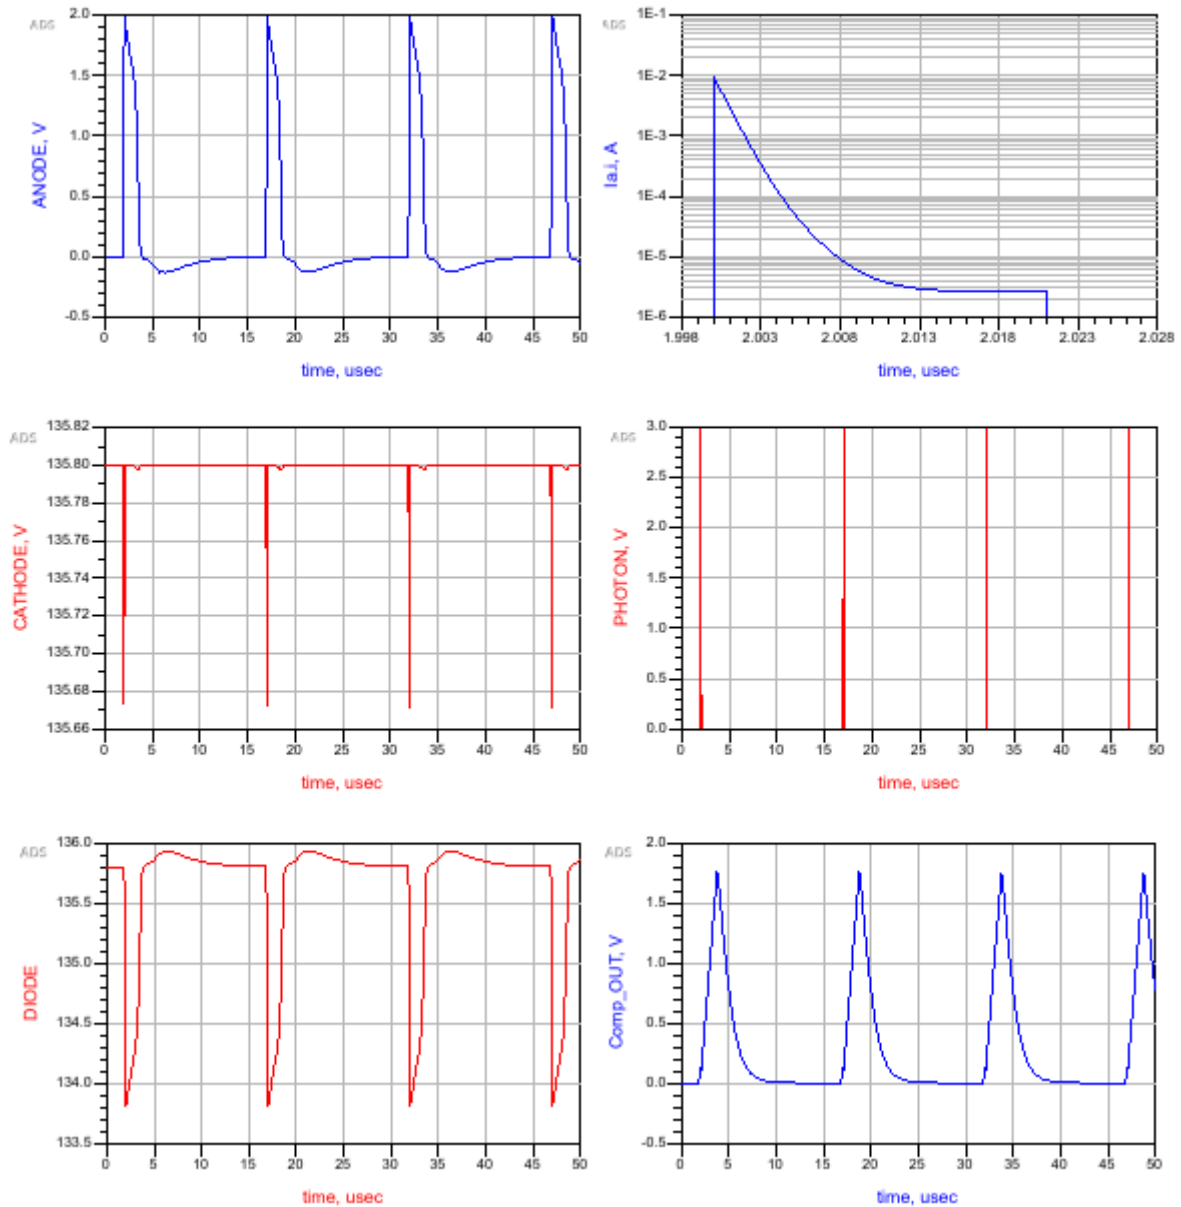 ADS
2.0
1.5
1.0
0.5
0.0
-0.5
ANODE, V
0 5 10 15 20 25 30 35 40 45 50
time, usec
ADS
1E-1
1E-2
1E-3
1E-4
1E-5
1E-6
Ia.i, A
1.998 2.003 2.008 2.013 2.018 2.023 2.028
time, usec
ADS
135.82
135.80
135.78
135.76
135.74
135.72
135.70
135.68
135.66
CATHODE, V
0 5 10 15 20 25 30 35 40 45 50
time, usec
ADS
3.0
2.5
2.0
1.5
1.0
0.5
0.0
PHOTON, V
0 5 10 15 20 25 30 35 40 45 50
time, usec
ADS
136.0
135.5
135.0
134.5
134.0
133.5
DIODE
0 5 10 15 20 25 30 35 40 45 50
time, usec
ADS
2.0
1.5
1.0
0.5
0.0
-0.5
Comp_OUT, V
0 5 10 15 20 25 30 35 40 45 50
time, usec